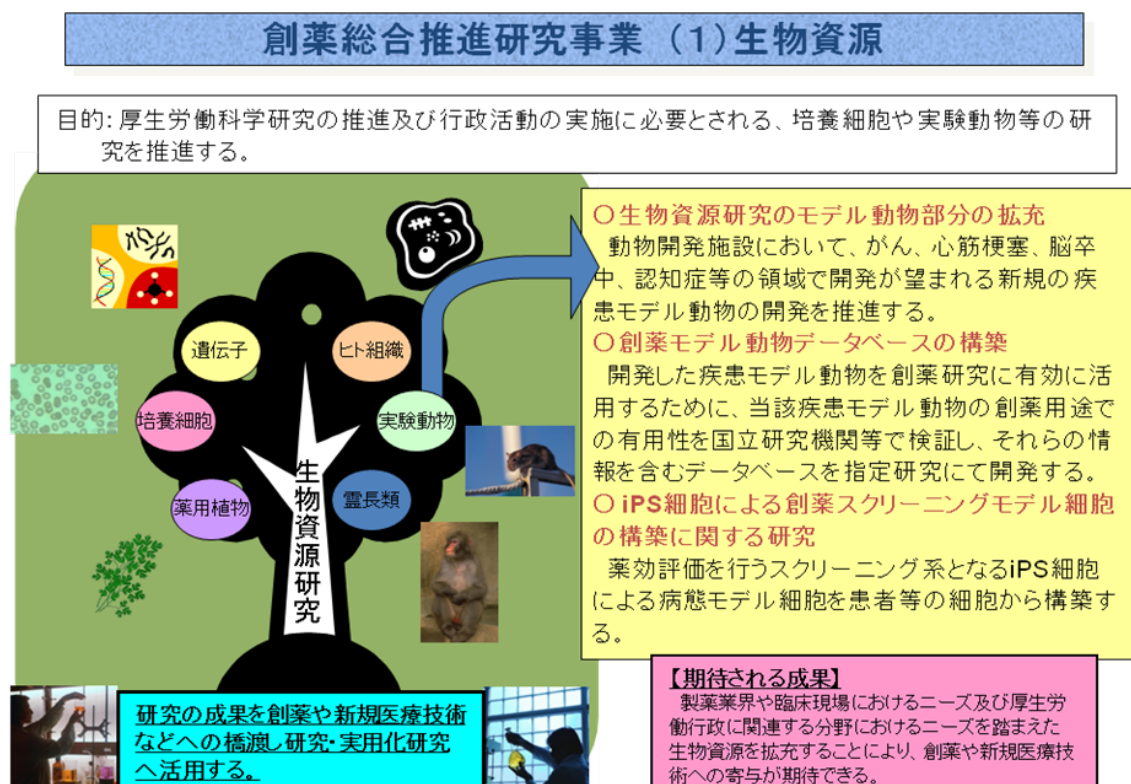 創薬総合推進研究事業 （1）生物資源
目的：厚生労働科学研究の推進及び行政活動の実施に必要とされる、培養細胞や実験動物等の研
究を推進する。
遺伝子
ヒト組織
培養細胞
実験動物
薬用植物
霊長類
生物資源研究
〇生物資源研究のモデル動物部分の拡充
動物開発施設において、がん、心筋梗塞、脳卒
中、認知症等の領域で開発が望まれる新規の疾
患モデル動物の開発を推進する。
〇創薬モデル動物データベースの構築
開発した疾患モデル動物を創薬研究に有効に活
用するために、当該疾患モデル動物の創薬用途で
の有用性を国立研究機関等で検証し、それらの情
報を含むデータベースを指定研究にて開発する。
〇iPS細胞による創薬スクリーニングモデル細胞
の構築に関する研究
薬効評価を行うスクリーニング系となるiPS細胞
による病態モデル細胞を患者等の細胞から構築す
る。
研究の成果を創薬や新規医療技術
などへの橋渡し研究・実用化研究
へ活用する。
【期待される成果】
製薬業界や臨床現場におけるニーズ及び厚生労
働行政に関連する分野におけるニーズを踏まえた
生物資源を拡充することにより、創薬や新規医療技
術への寄与が期待できる。